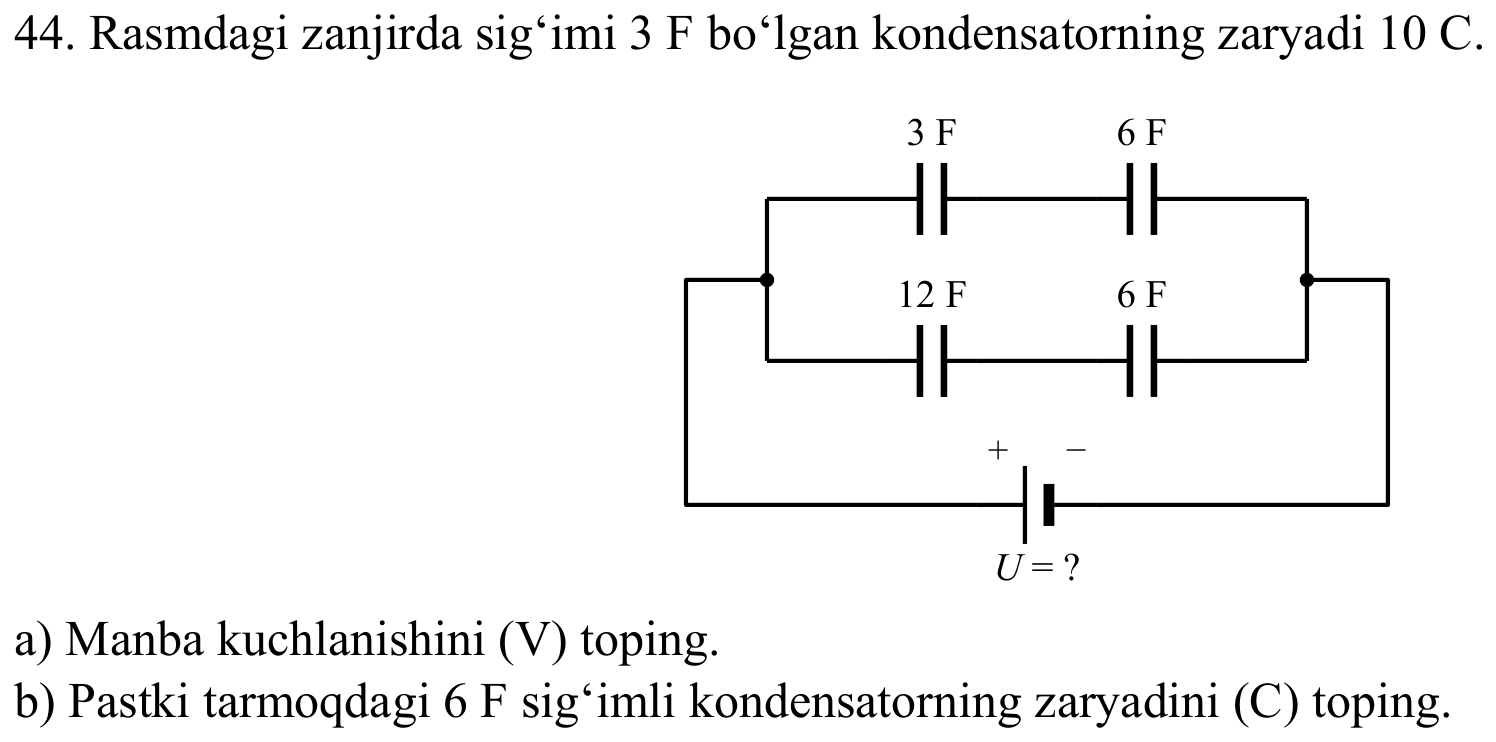 44. Rasmdagi zanjirda sig‘imi 3 F bo‘lgan kondensatorning zaryadi 10 C.
3 F 6 F
12 F 6 F
+ −
U = ?
a) Manba kuchlanishini (V) toping.
b) Pastki tarmoqdagi 6 F sig‘imli kondensatorning zaryadini (C) toping.